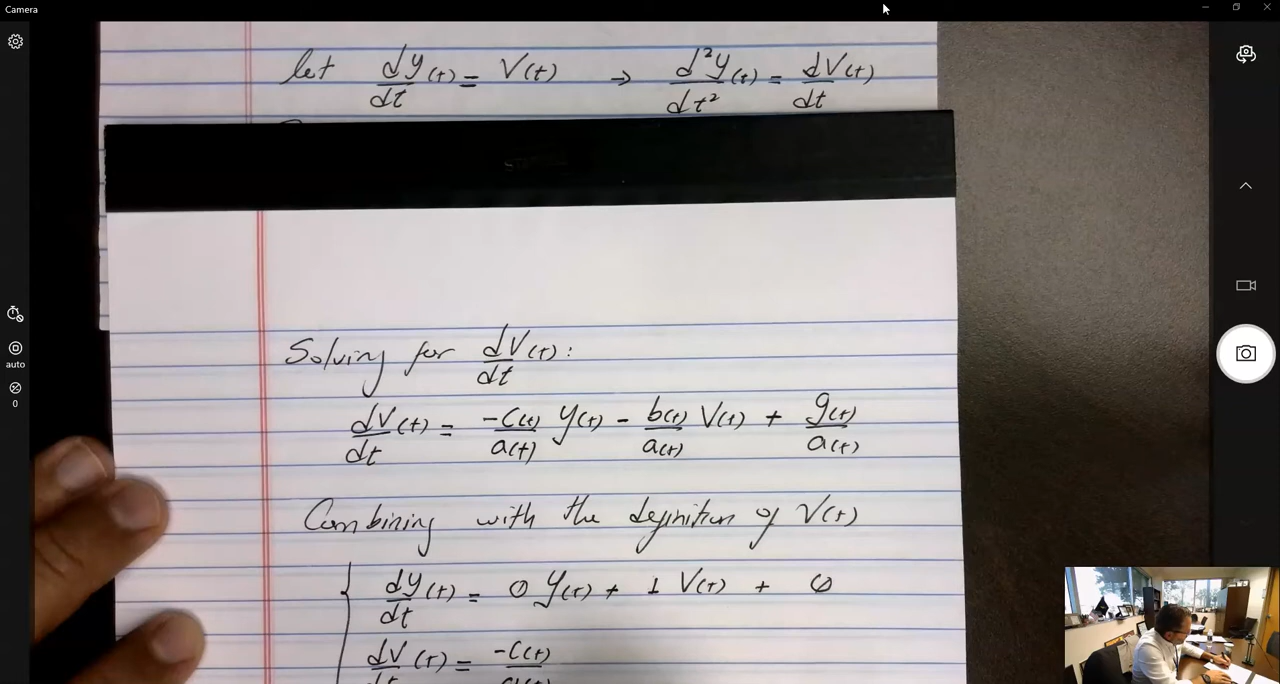 Camera
let dy/dt (t) = V(t) → d²y/dt² (t) = dV(t)/dt
Solving for dV(t)/dt :
dV/dt (t) = -C(t)/a(t) y(t) - b(t)/a(t) V(t) + g(t)/a(t)
auto
0
Combining with the definition of V(t)
dy/dt (t) = 0 y(t) + 1 V(t) + 0
dV/dt (t) = -C(t)/a(t)